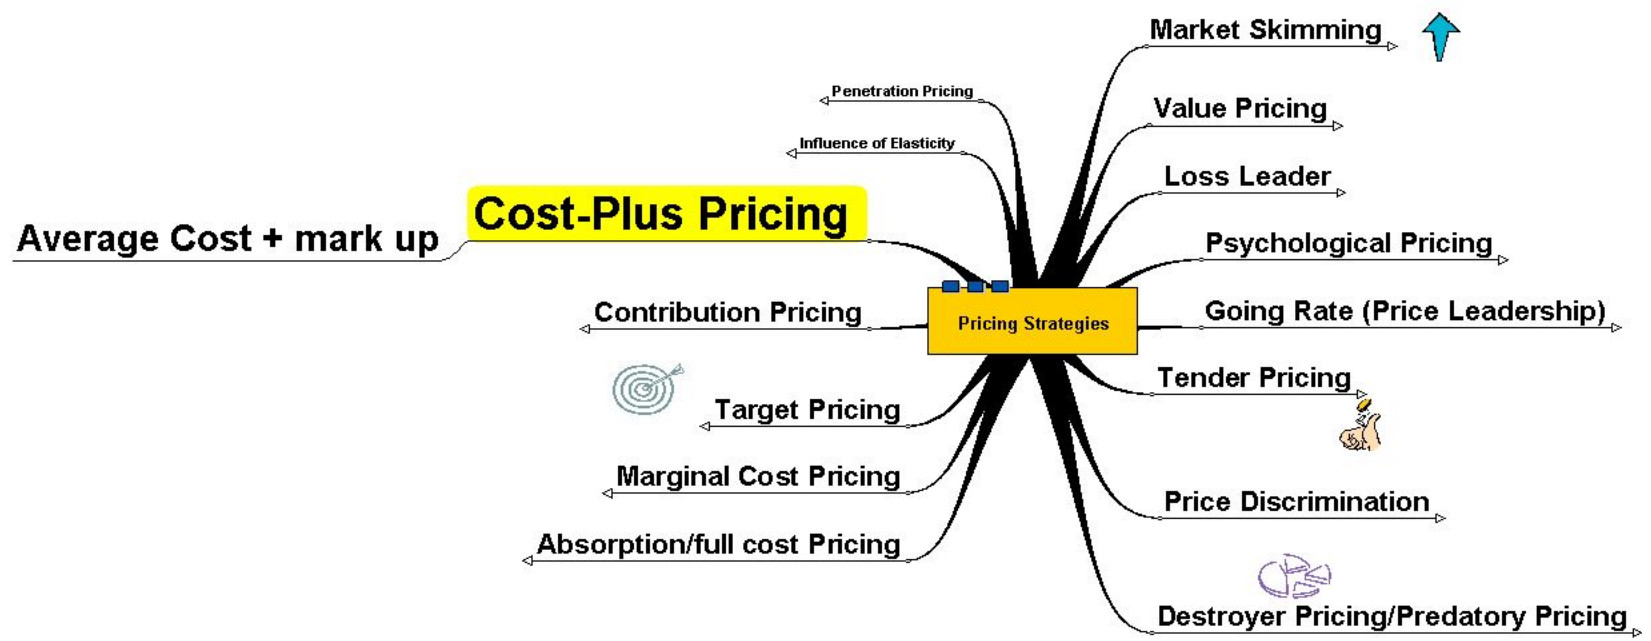 Market Skimming
Penetration Pricing
Value Pricing
Influence of Elasticity
Loss Leader
Cost-Plus Pricing
Average Cost + mark up
Psychological Pricing
Contribution Pricing
Pricing Strategies
Going Rate (Price Leadership)
Tender Pricing
Target Pricing
Marginal Cost Pricing
Price Discrimination
Absorption/full cost Pricing
Destroyer Pricing/Predatory Pricing